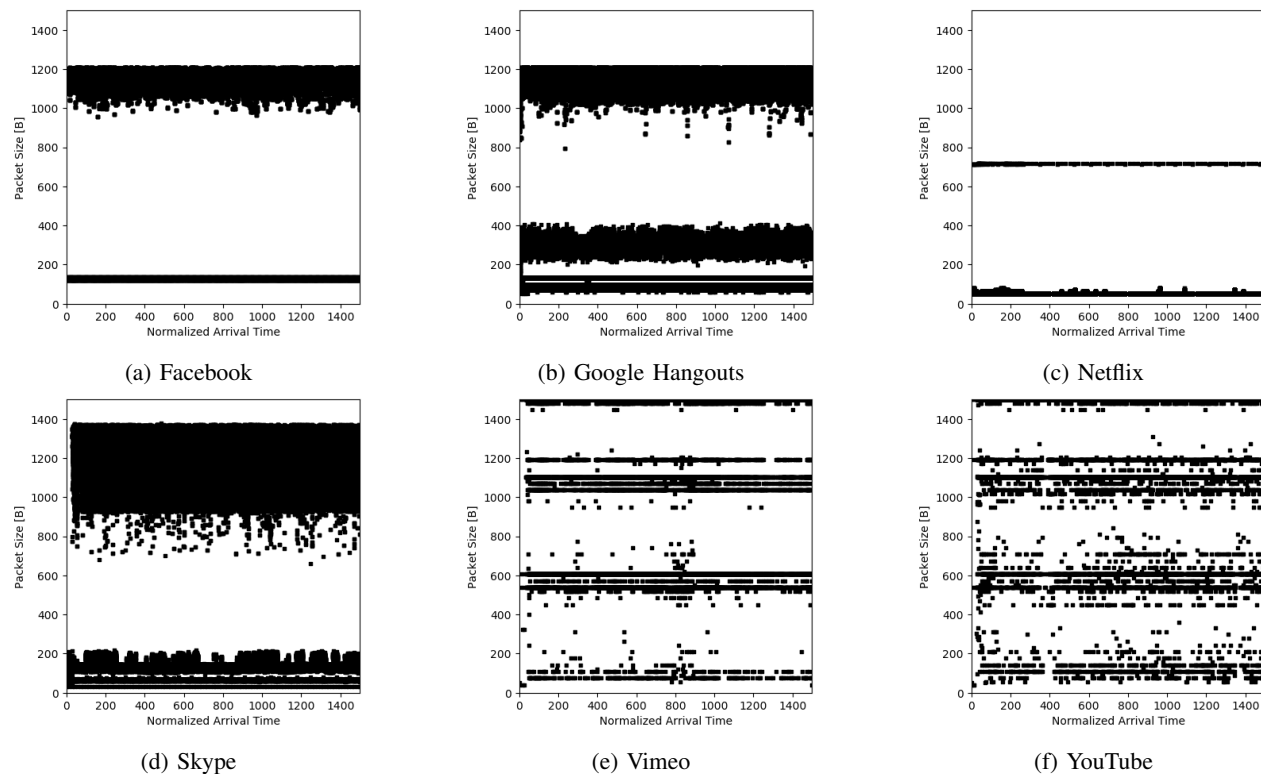 1400
1200
1000
800
600
400
200
0
Packet Size [B]
0 200 400 600 800 1000 1200 1400
Normalized Arrival Time
(a) Facebook
1400
1200
1000
800
600
400
200
0
Packet Size [B]
0 200 400 600 800 1000 1200 1400
Normalized Arrival Time
(b) Google Hangouts
1400
1200
1000
800
600
400
200
0
Packet Size [B]
0 200 400 600 800 1000 1200 1400
Normalized Arrival Time
(c) Netflix
1400
1200
1000
800
600
400
200
0
Packet Size [B]
0 200 400 600 800 1000 1200 1400
Normalized Arrival Time
(d) Skype
1400
1200
1000
800
600
400
200
0
Packet Size [B]
0 200 400 600 800 1000 1200 1400
Normalized Arrival Time
(e) Vimeo
1400
1200
1000
800
600
400
200
0
Packet Size [B]
0 200 400 600 800 1000 1200 1400
Normalized Arrival Time
(f) YouTube